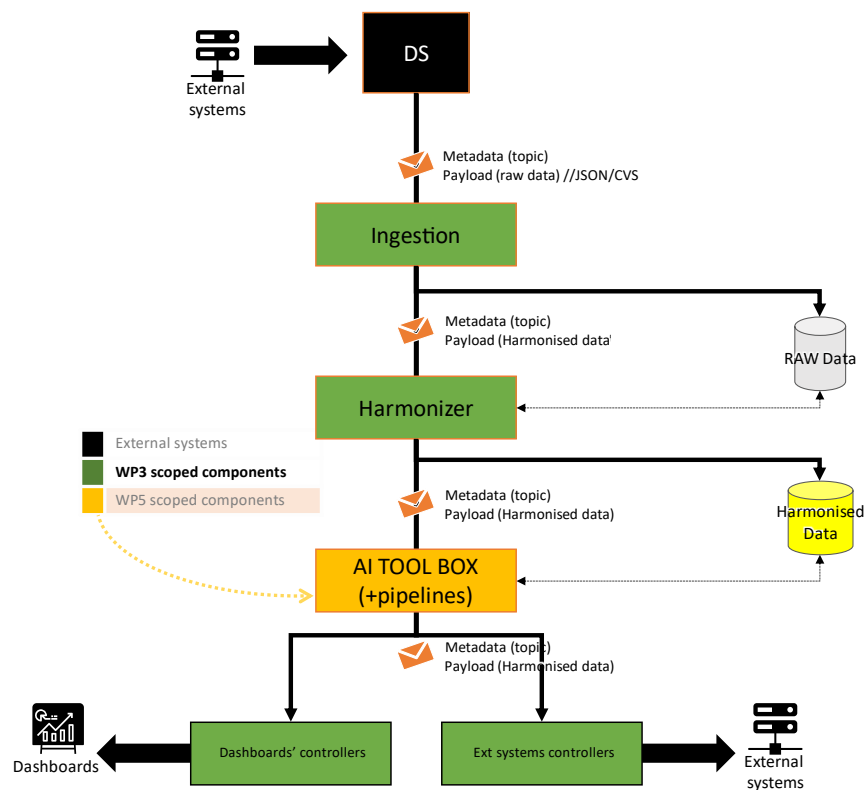 DS
External
systems
Metadata (topic)
Payload (raw data) //JSON/CVS
Ingestion
Metadata (topic)
Payload (Harmonised data'
RAW Data
Harmonizer
External systems
WP3 scoped components
WP5 scoped components
Metadata (topic)
Payload (Harmonised data)
Harmonised
Data
AI TOOL BOX
(+pipelines)
Metadata (topic)
Payload (Harmonised data)
Dashboards’ controllers
Ext systems controllers
Dashboards
External
systems